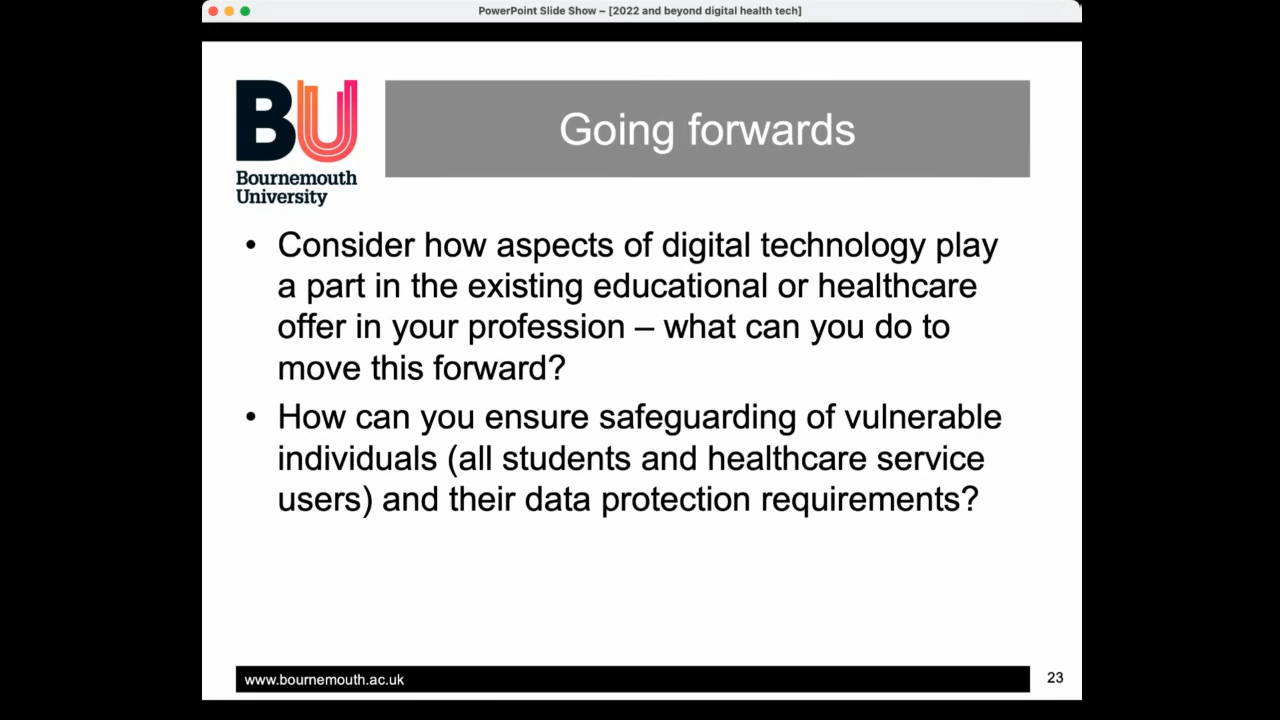 PowerPoint Slide Show – [2022 and beyond digital health tech]
BU
Bournemouth
University
Going forwards
• Consider how aspects of digital technology play
a part in the existing educational or healthcare
offer in your profession – what can you do to
move this forward?
• How can you ensure safeguarding of vulnerable
individuals (all students and healthcare service
users) and their data protection requirements?
www.bournemouth.ac.uk
23